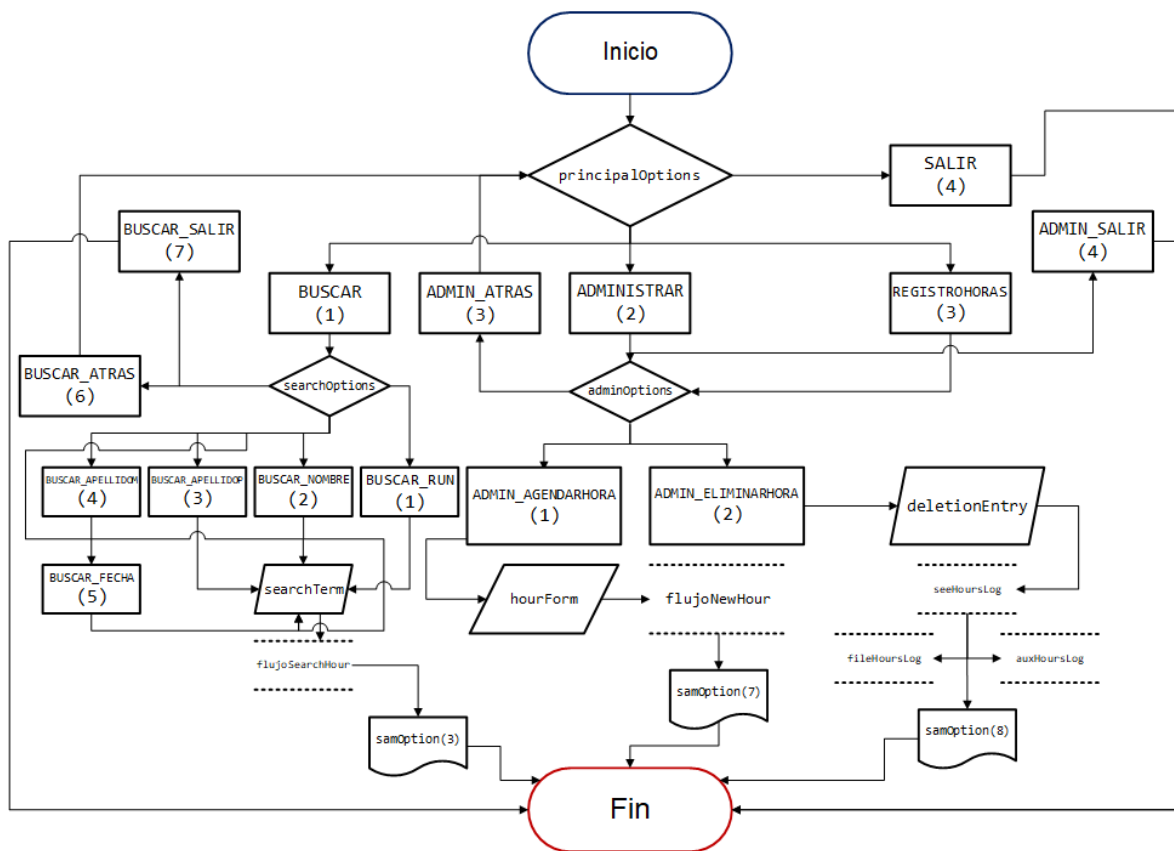 Inicio
principalOptions
SALIR
(4)
BUSCAR_SALIR
(7)
ADMIN_SALIR
(4)
BUSCAR
(1)
ADMIN_ATRAS
(3)
ADMINISTRAR
(2)
REGISTROHORAS
(3)
BUSCAR_ATRAS
(6)
searchOptions
adminOptions
BUSCAR_APELLIDOM
(4)
BUSCAR_APELLIDOP
(3)
BUSCAR_NOMBRE
(2)
BUSCAR_RUN
(1)
ADMIN_AGENDARHORA
(1)
ADMIN_ELIMINARHORA
(2)
deletionEntry
BUSCAR_FECHA
(5)
searchTerm
hourForm
flujoNewHour
seeHoursLog
flujoSearchHour
fileHoursLog
auxHoursLog
samOption(7)
samOption(3)
samOption(8)
Fin